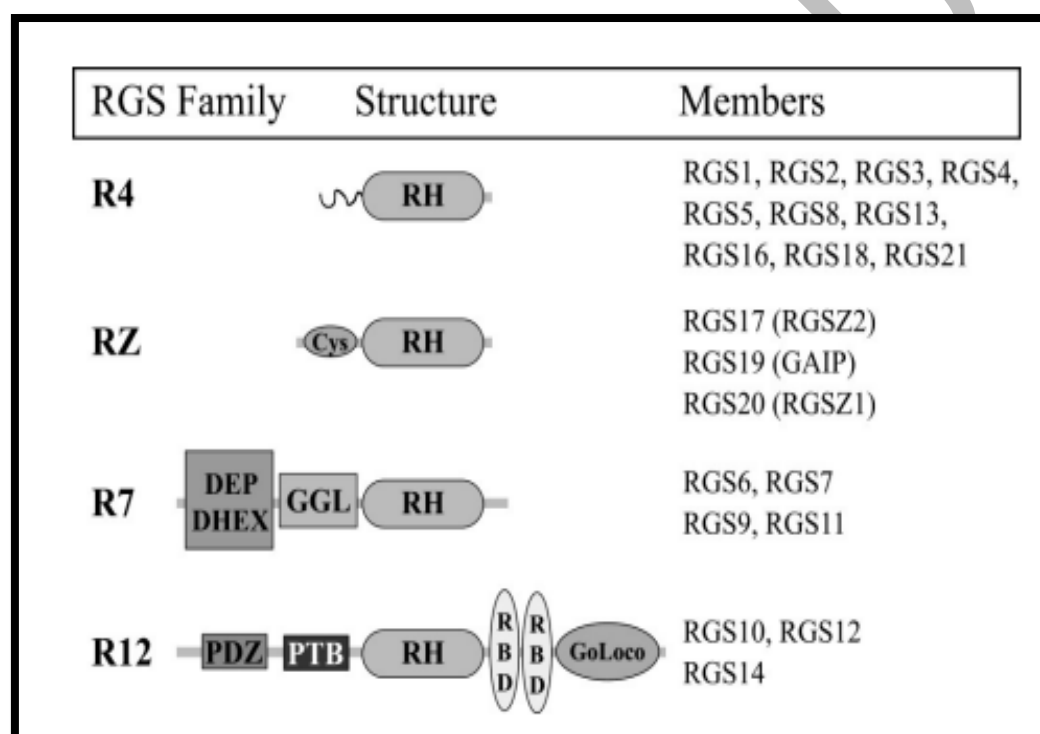 RGS Family Structure Members
R4 RH RGS1, RGS2, RGS3, RGS4,
RGS5, RGS8, RGS13,
RGS16, RGS18, RGS21
RZ Cys RH RGS17 (RGSZ2)
RGS19 (GAIP)
RGS20 (RGSZ1)
R7 DEP DHEX GGL RH RGS6, RGS7
RGS9, RGS11
R12 PDZ PTB RH RBD RBD GoLoco RGS10, RGS12
RGS14